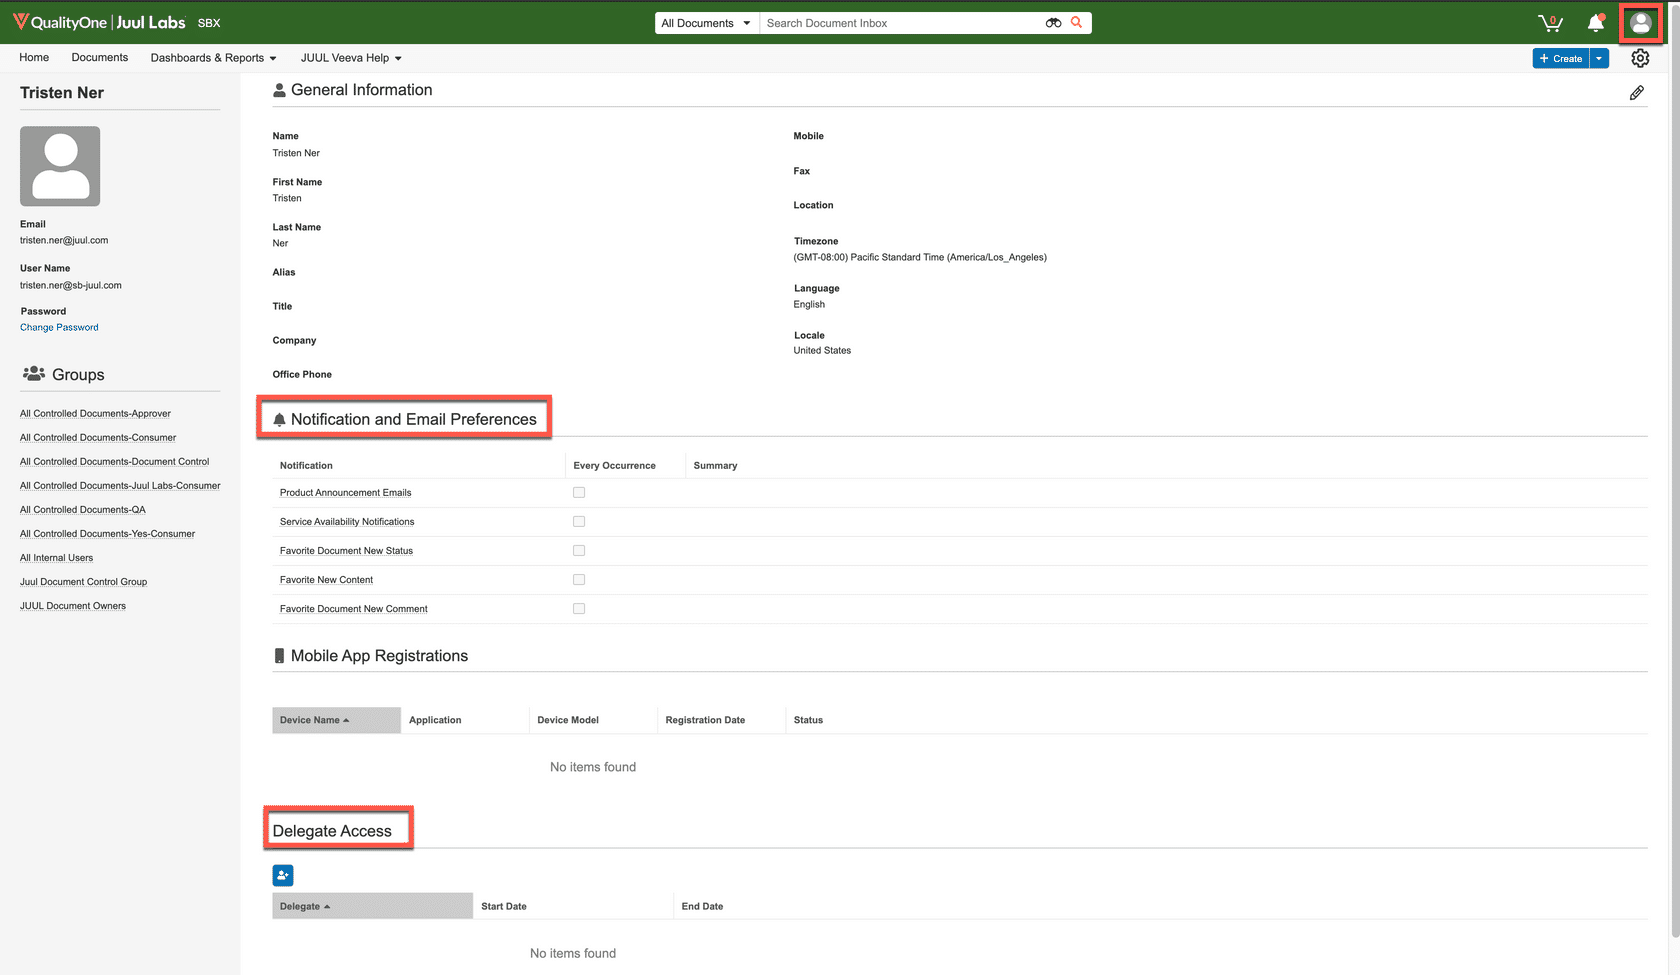 QualityOne | Juul Labs SBX
All Documents Search Document Inbox
0
Home Documents Dashboards & Reports JUUL Veeva Help
+ Create
Tristen Ner
Email
tristen.ner@juul.com
User Name
tristen.ner@sb-juul.com
Password
Change Password
Groups
All Controlled Documents-Approver
All Controlled Documents-Consumer
All Controlled Documents-Document Control
All Controlled Documents-Juul Labs-Consumer
All Controlled Documents-QA
All Controlled Documents-Yes-Consumer
All Internal Users
Juul Document Control Group
JUUL Document Owners
General Information
Name
Tristen Ner
First Name
Tristen
Last Name
Ner
Alias
Title
Company
Office Phone
Mobile
Fax
Location
Timezone
(GMT-08:00) Pacific Standard Time (America/Los_Angeles)
Language
English
Locale
United States
Notification and Email Preferences
Notification Every Occurrence Summary
Product Announcement Emails
Service Availability Notifications
Favorite Document New Status
Favorite New Content
Favorite Document New Comment
Mobile App Registrations
Device Name Application Device Model Registration Date Status
No items found
Delegate Access
Delegate Start Date End Date
No items found